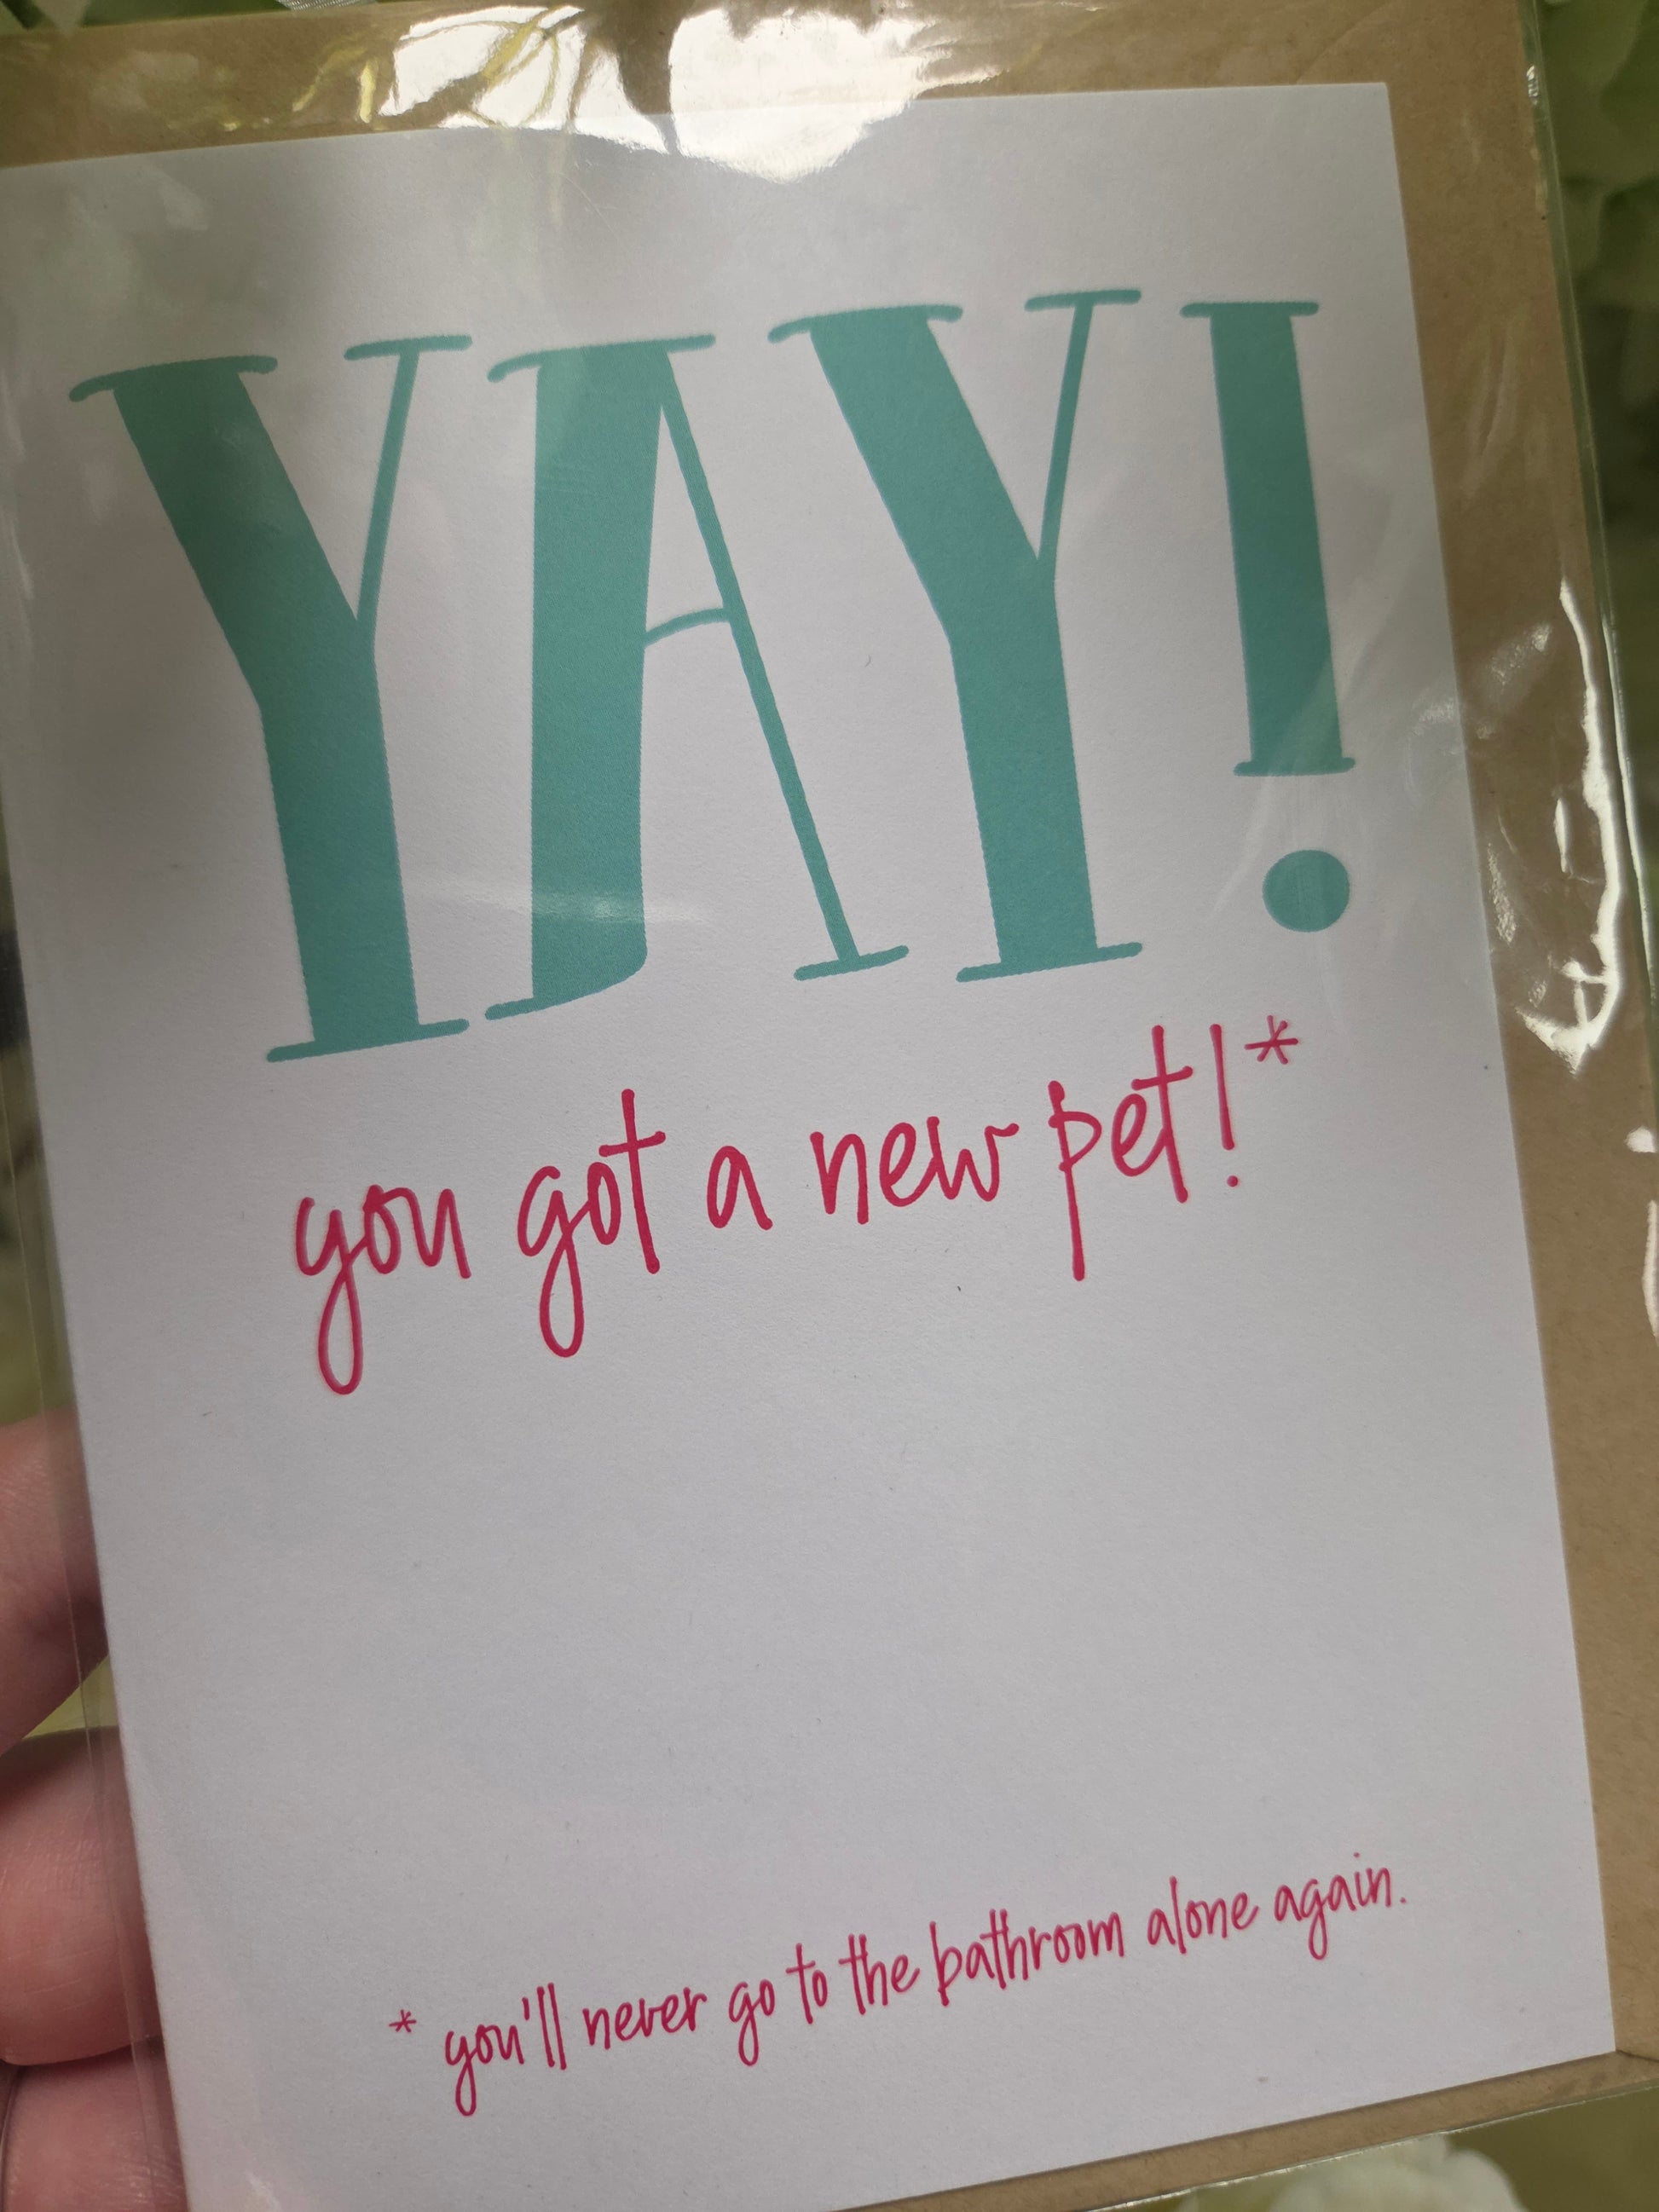 YAY!
you got a new pet!*
* you'll never go to the bathroom alone again.